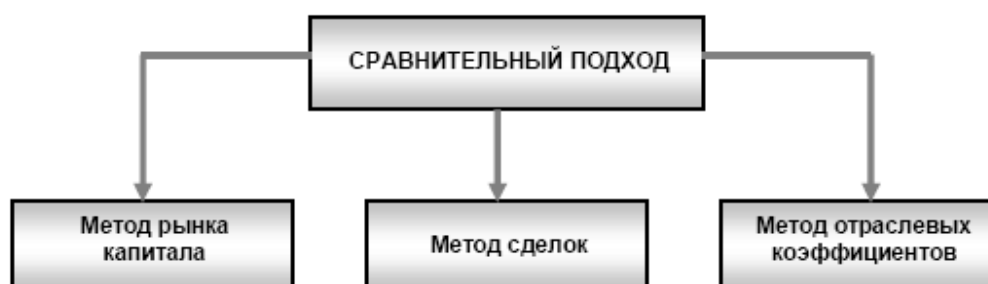 СРАВНИТЕЛЬНЫЙ ПОДХОД
Метод рынка
капитала
Метод сделок
Метод отраслевых
коэффициентов